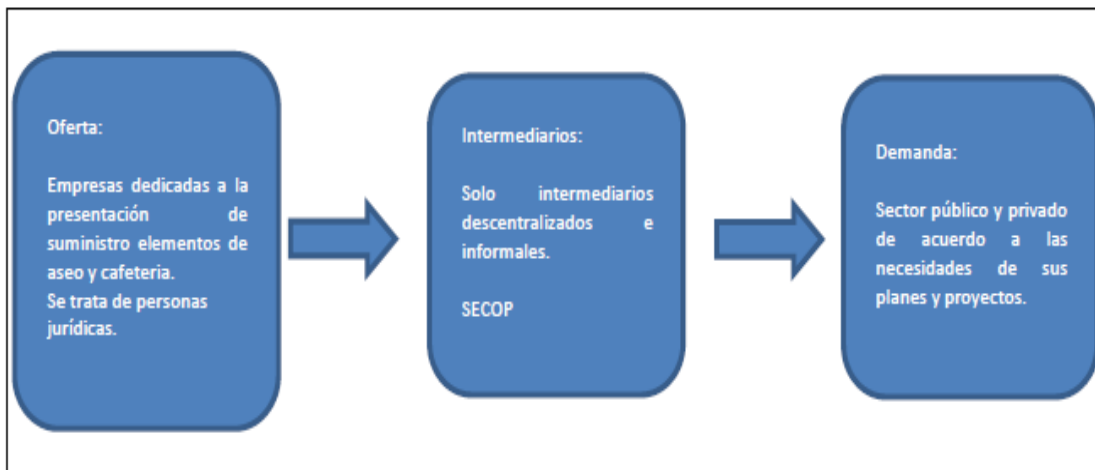 Oferta:
Empresas dedicadas a la
presentación de
suministro elementos de
aseo y cafeteria.
Se trata de personas
jurídicas.
Intermediarios:
Solo intermediarios
descentralizados e
informales.
SECOP
Demanda:
Sector público y privado
de acuerdo a las
necesidades de sus
planes y proyectos.